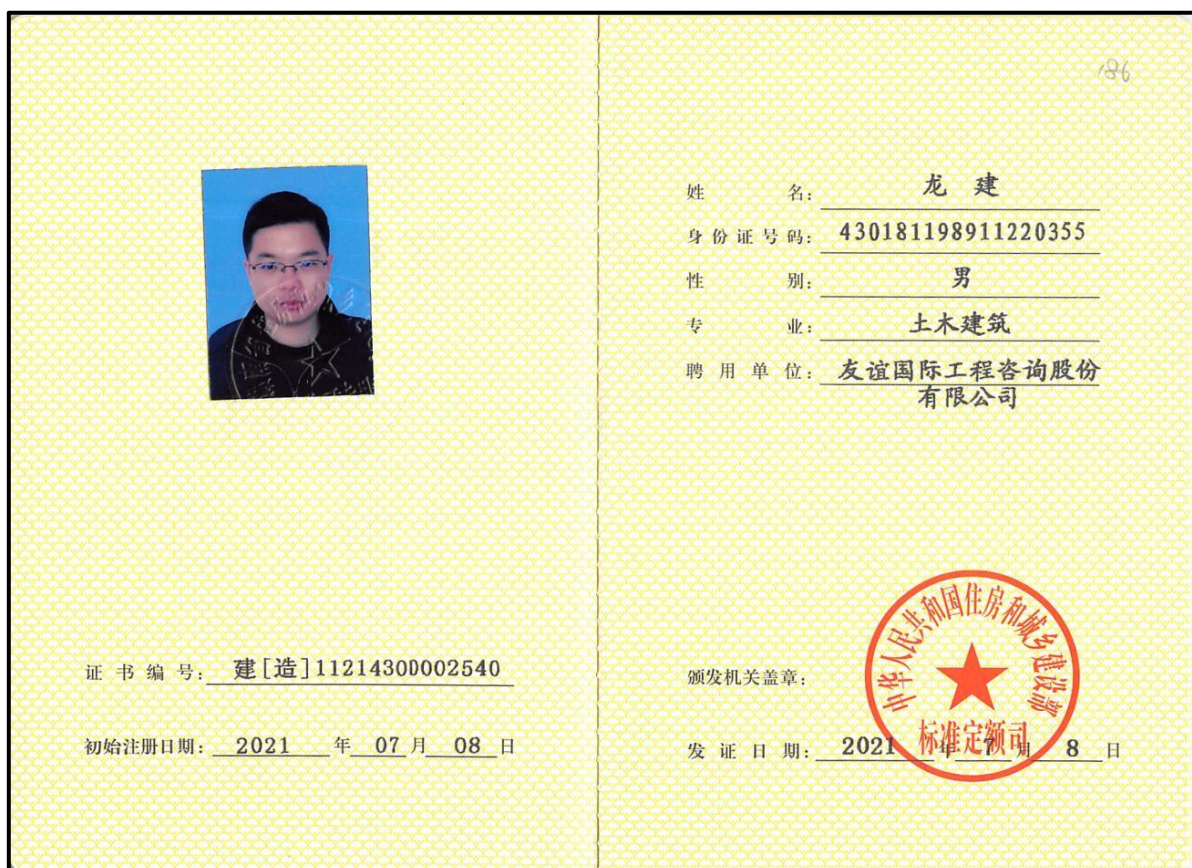 186
姓 名: 龙 建
身份证号码: 430181198911220355
性 别: 男
专 业: 土木建筑
聘用单位: 友谊国际工程咨询股份
有限公司
证书编号: 建[造]11214300002540
初始注册日期: 2021 年 07 月 08 日
颁发机关盖章:
中华人民共和国住房和城乡建设部
标准定额司
发证日期: 2021 年 7 月 8 日